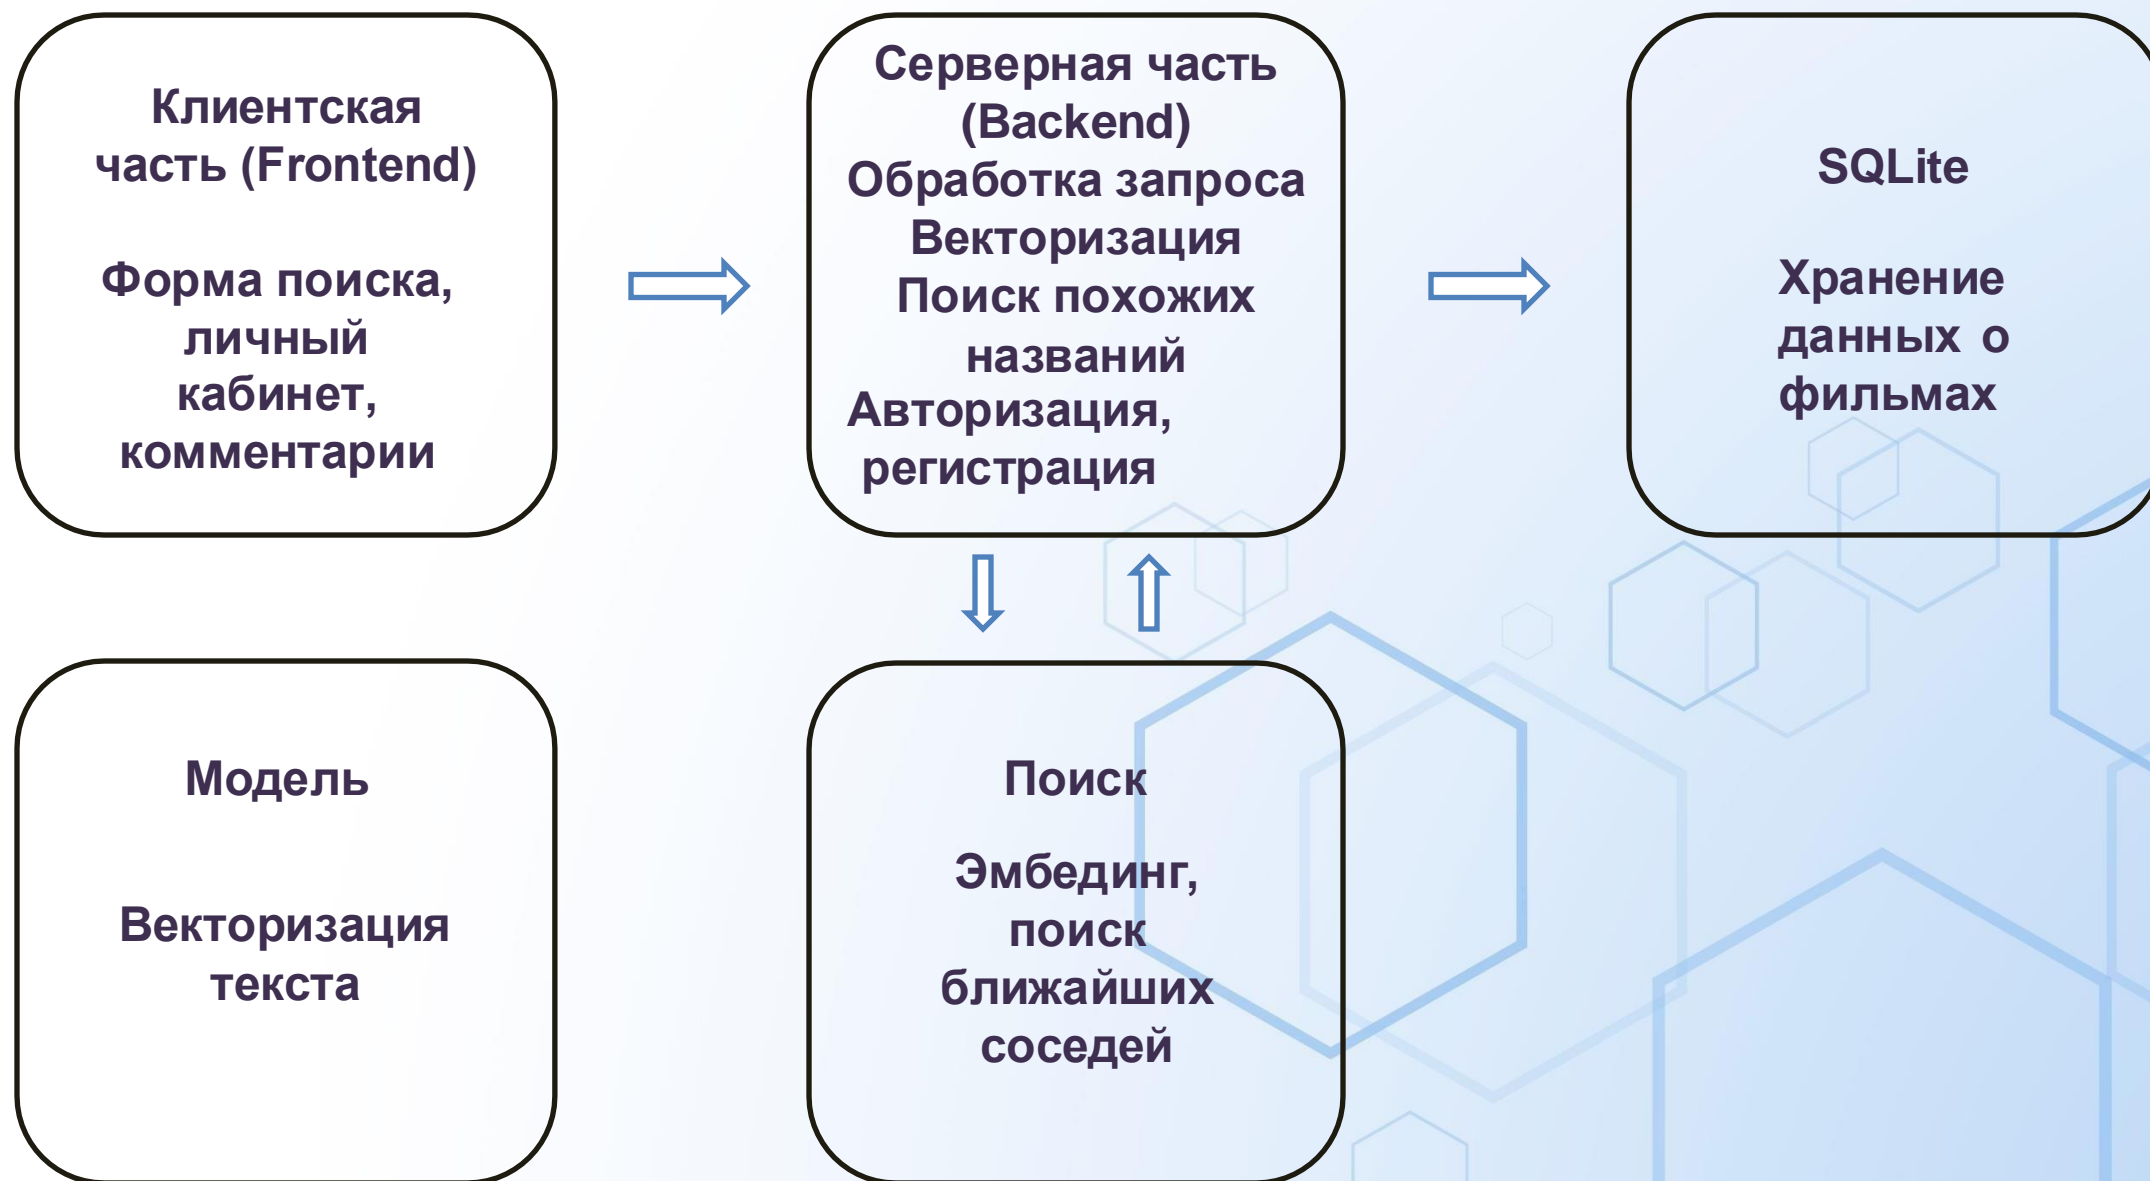 Клиентская
часть (Frontend)
Форма поиска,
личный
кабинет,
комментарии
Серверная часть
(Backend)
Обработка запроса
Векторизация
Поиск похожих
названий
Авторизация,
регистрация
SQLite
Хранение
данных о
фильмах
Модель
Векторизация
текста
Поиск
Эмбединг,
поиск
ближайших
соседей